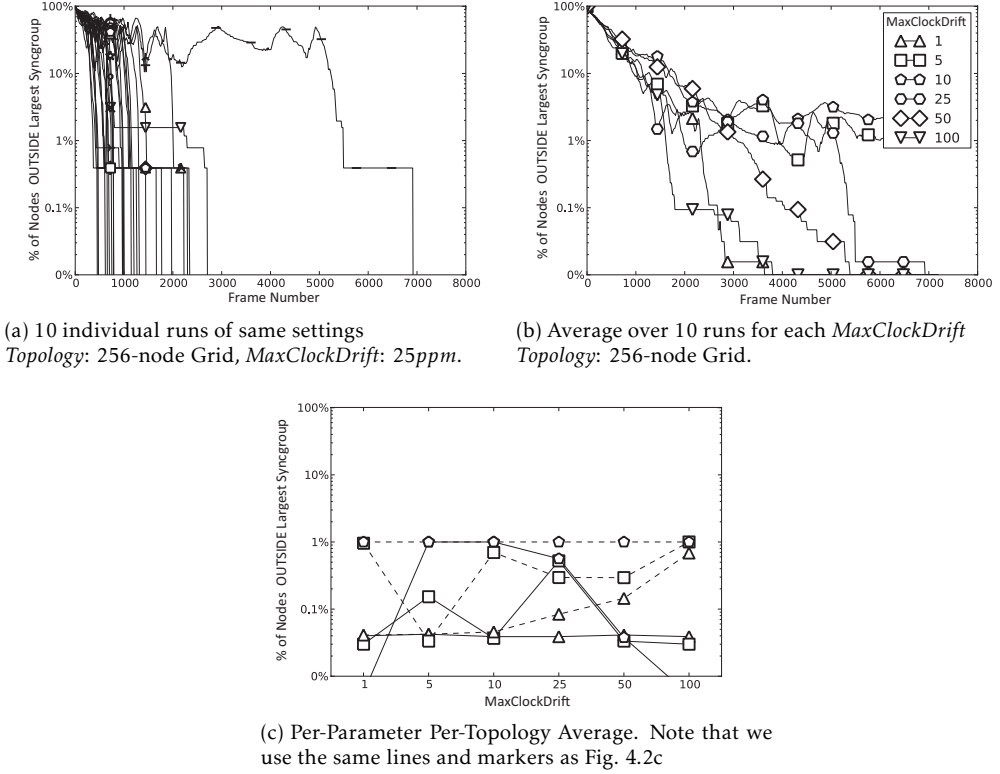 100%
10%
1%
0.1%
0%
% of Nodes OUTSIDE Largest Syncgroup
0 1000 2000 3000 4000 5000 6000 7000 8000
Frame Number
(a) 10 individual runs of same settings
Topology: 256-node Grid, MaxClockDrift: 25ppm.
100%
10%
1%
0.1%
0%
% of Nodes OUTSIDE Largest Syncgroup
MaxClockDrift
1
5
10
25
50
100
0 1000 2000 3000 4000 5000 6000 7000 8000
Frame Number
(b) Average over 10 runs for each MaxClockDrift
Topology: 256-node Grid.
100%
10%
1%
0.1%
0%
% of Nodes OUTSIDE Largest Syncgroup
1 5 10 25 50 100
MaxClockDrift
(c) Per-Parameter Per-Topology Average. Note that we
use the same lines and markers as Fig. 4.2c